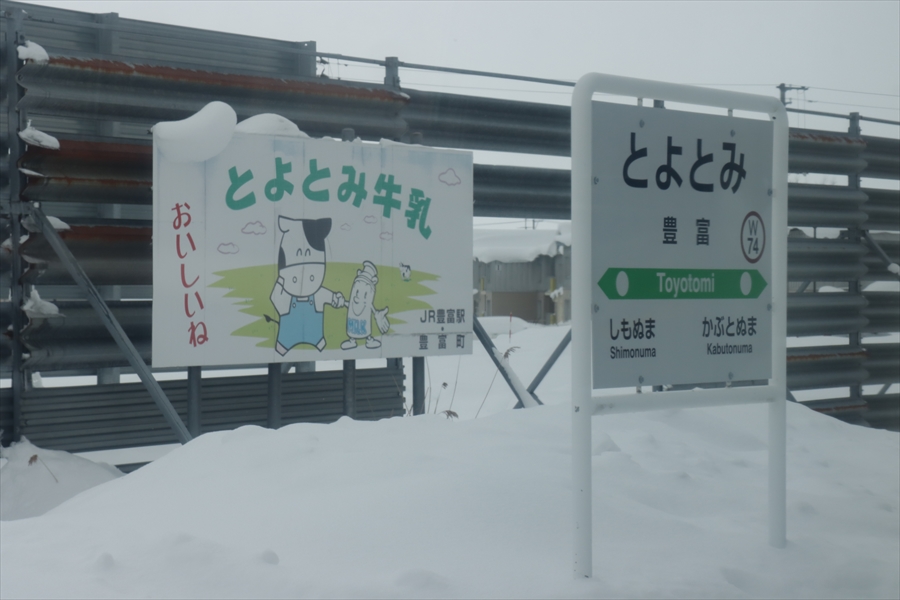 とよとみ牛乳
おいしいね
JR豊富駅
豊富町
とよとみ
豊富
W
74
Toyotomi
しもぬま
Shimonuma
かぶとぬま
Kabutonuma